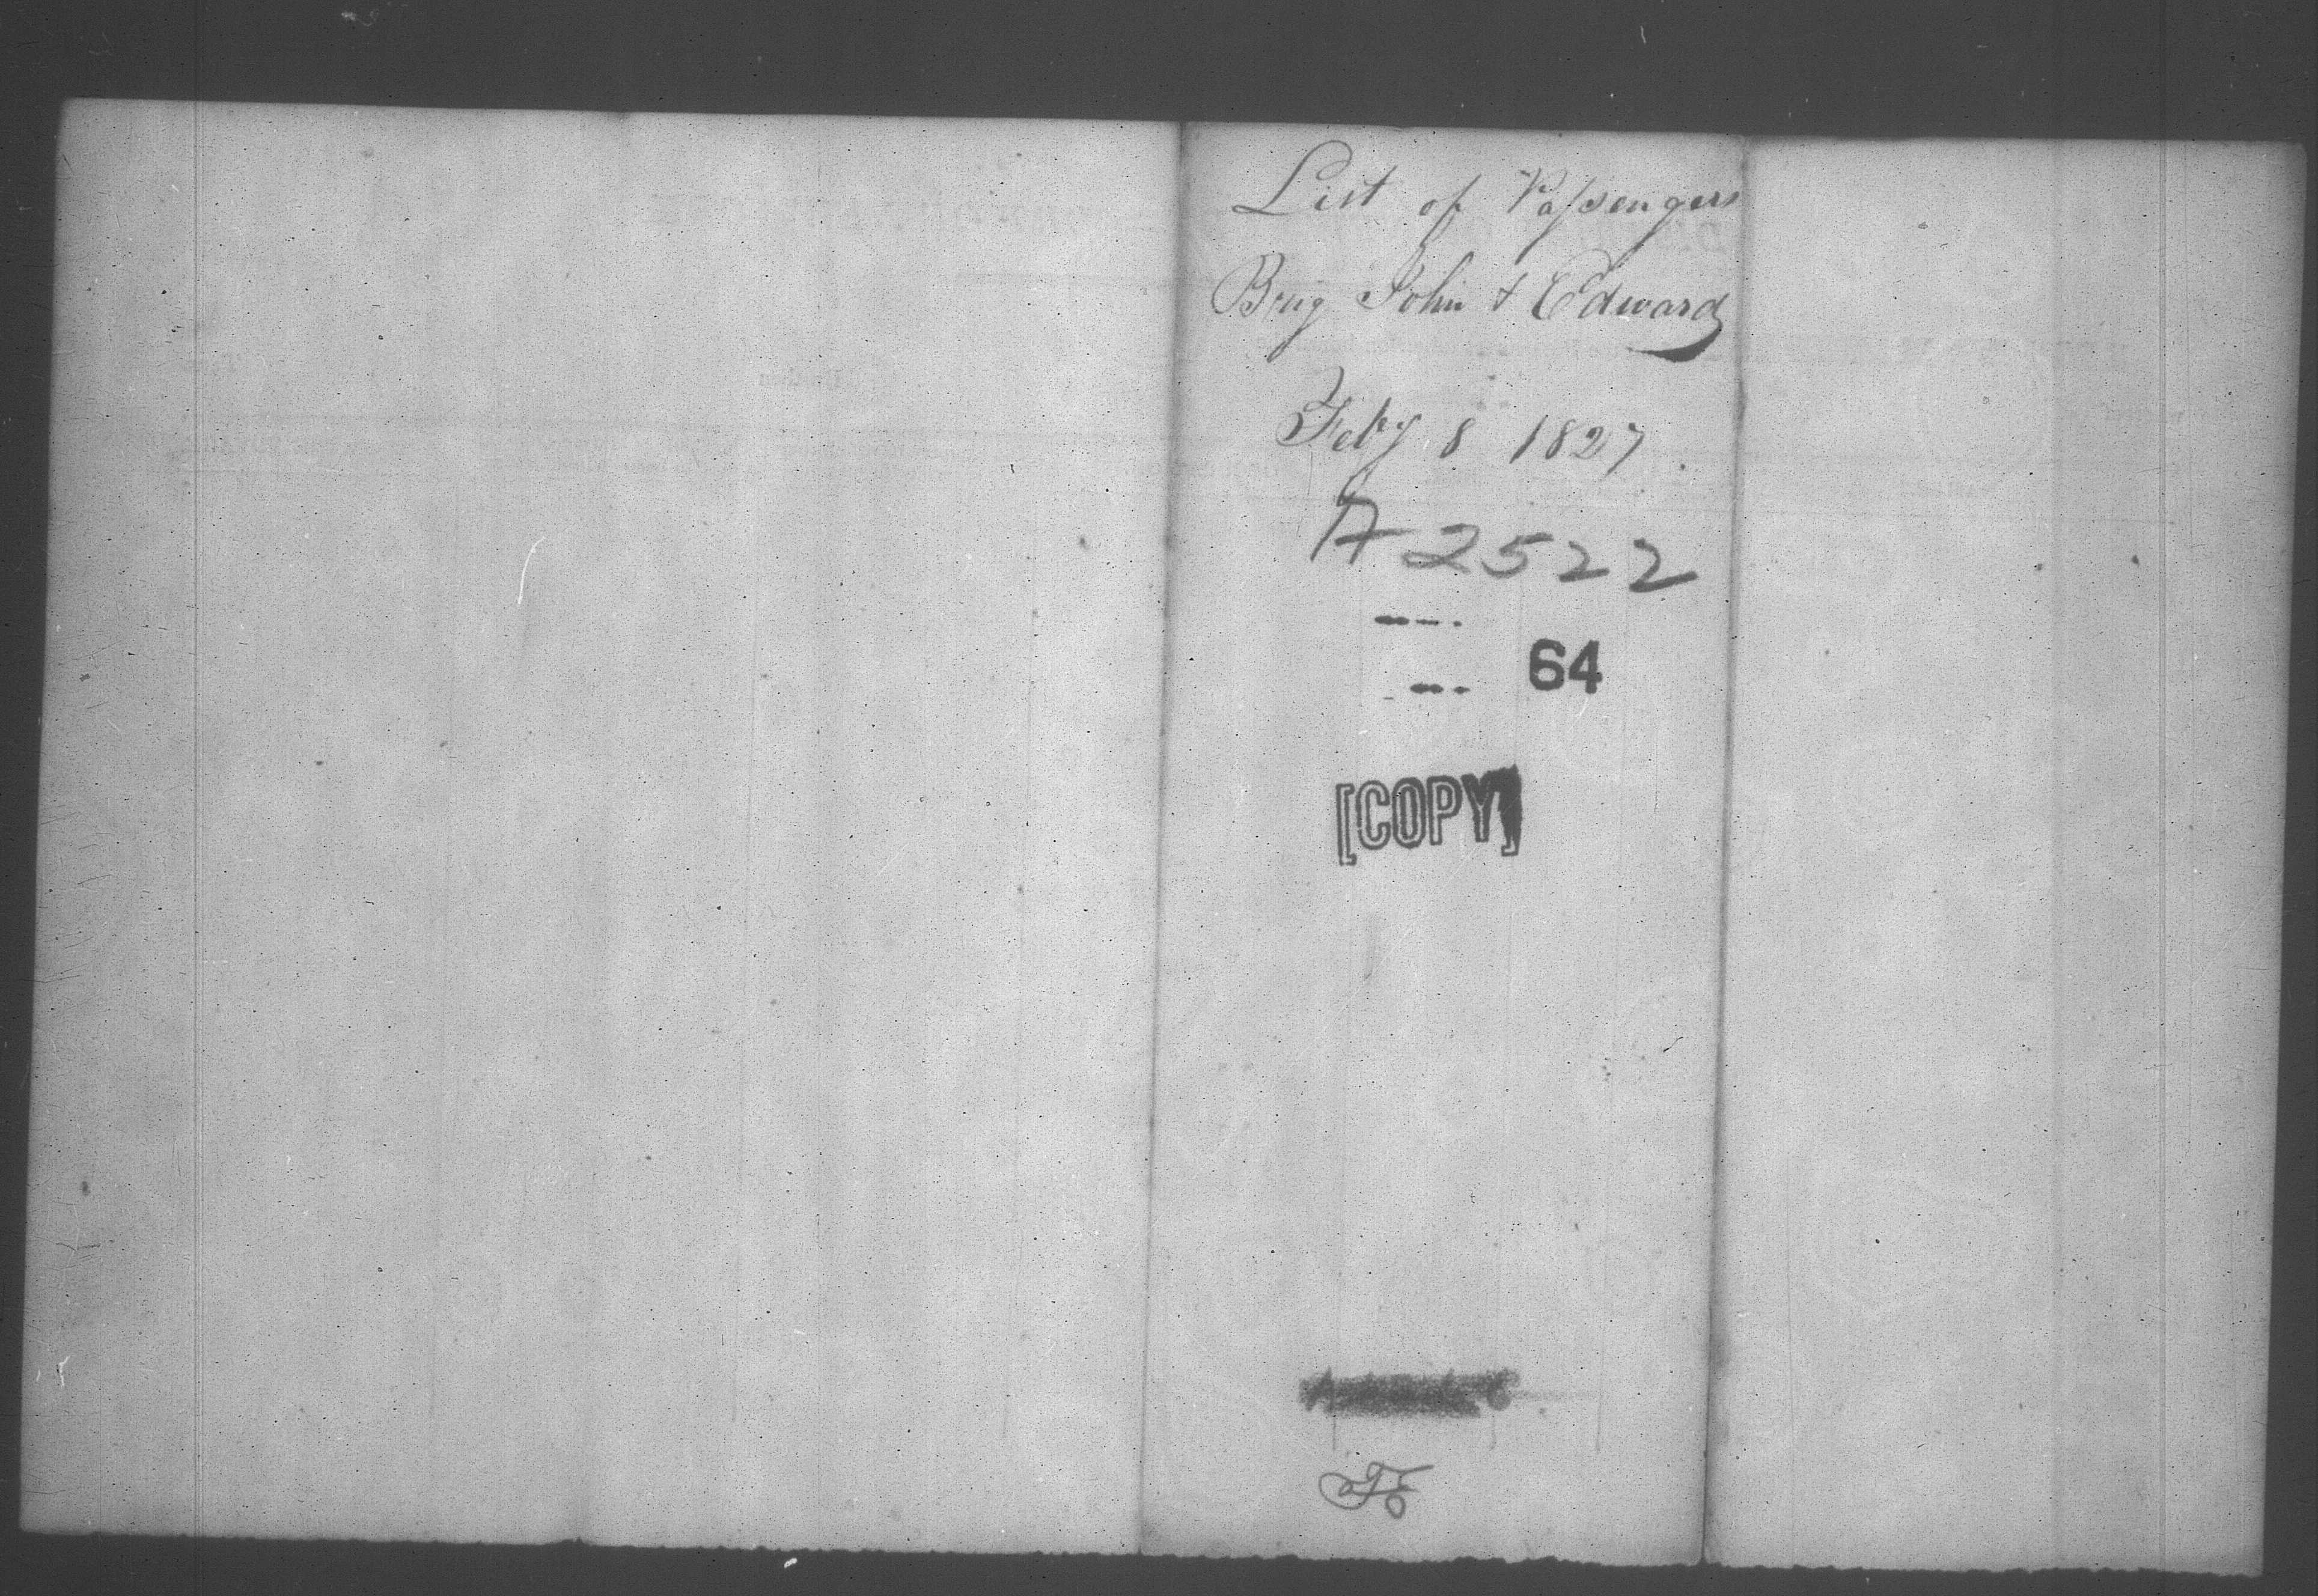 List of Passengers
Brig John & Edward
Feby 8 1827.
A 2522
64
[COPY]